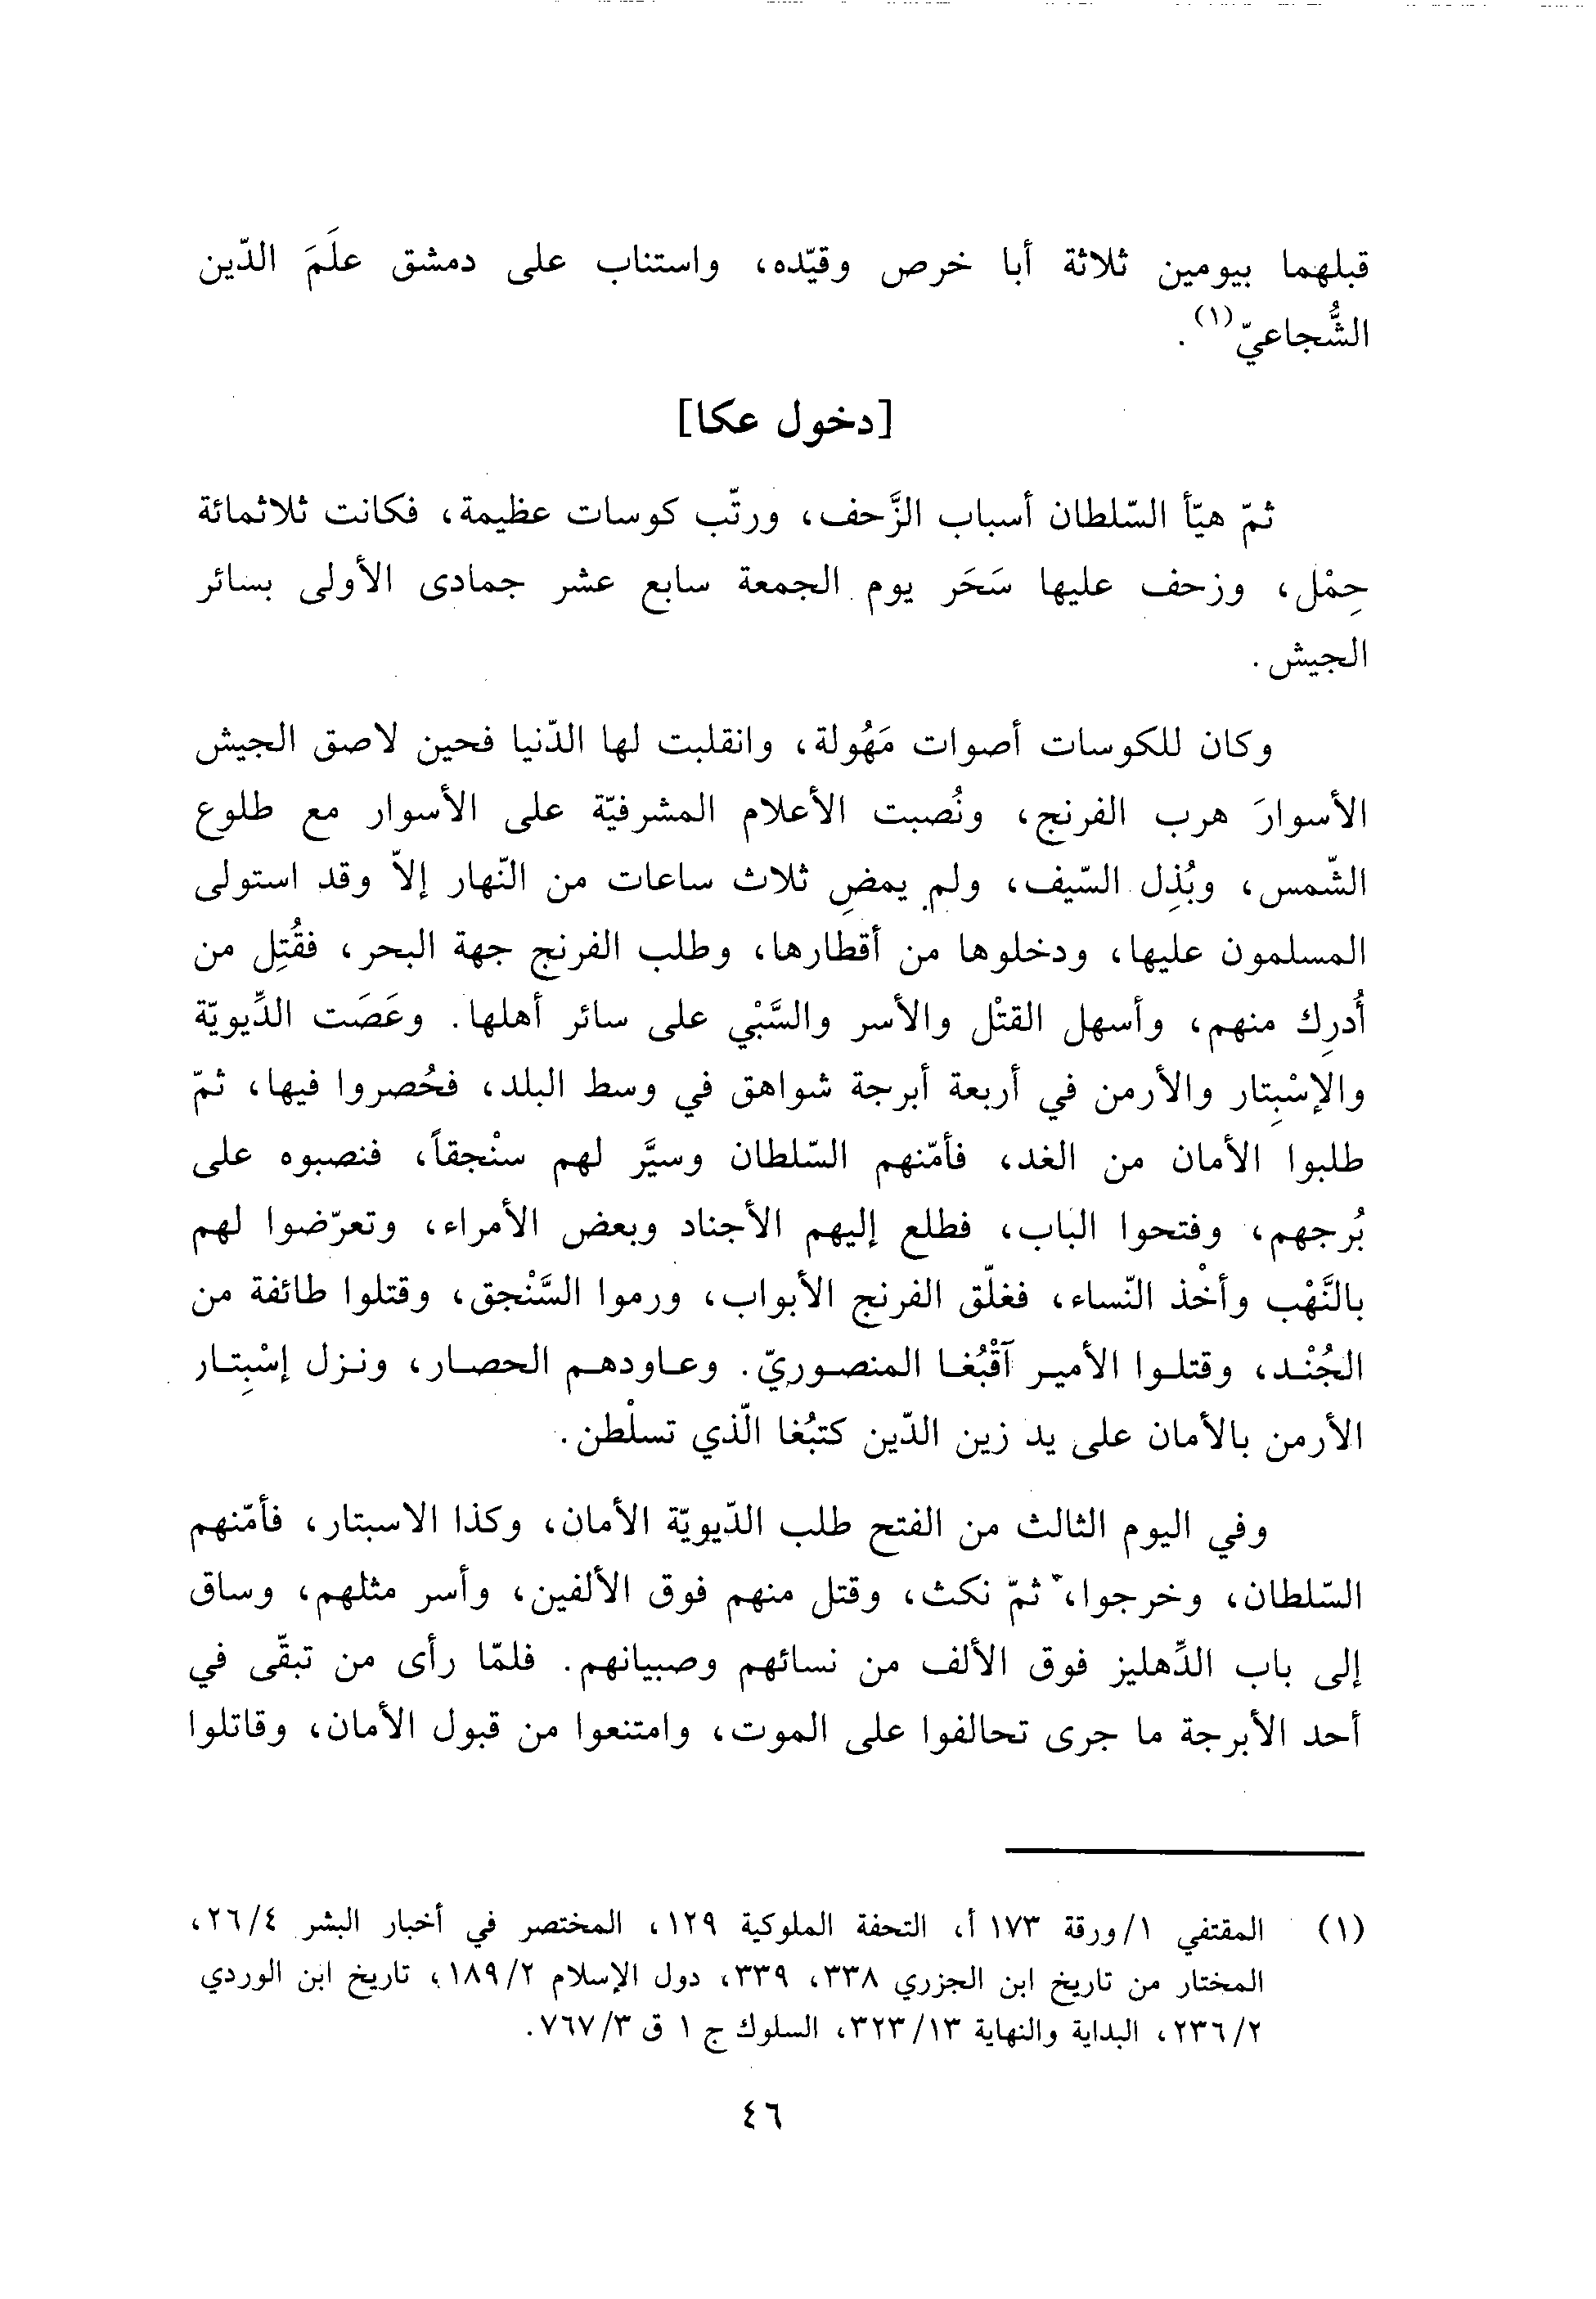 قبلهما بيومين ثلاثة أبا خرص وقيّده، واستناب على دمشق علَمَ الدّين
الشُّجاعيّ(١).
[دخول عكا]
ثمّ هيّأ السّلطان أسباب الزَّحف، ورتّب كوسات عظيمة، فكانت ثلاثمائة
حِمْل، وزحف عليها سَحَر يوم الجمعة سابع عشر جمادى الأولى بسائر
الجيش.
وكان للكوسات أصوات مَهُولة، وانقلبت لها الدّنيا فحين لاصق الجيش
الأسوارَ هرب الفرنج، ونُصبت الأعلام المشرفيّة على الأسوار مع طلوع
الشّمس، وبُذِل السّيف، ولم يمضِ ثلاث ساعات من النّهار إلاّ وقد استولى
المسلمون عليها، ودخلوها من أقطارها، وطلب الفرنج جهة البحر، فقُتِل من
أُدرِك منهم، وأسهل القتْل والأسر والسَّبْي على سائر أهلها. وعَصَت الدِّيويّة
والإسْبِتار والأرمن في أربعة أبرجة شواهق في وسط البلد، فحُصروا فيها، ثمّ
طلبوا الأمان من الغد، فأمّنهم السّلطان وسيَّر لهم سنْجقاً، فنصبوه على
بُرجهم، وفتحوا الباب، فطلع إليهم الأجناد وبعض الأمراء، وتعرّضوا لهم
بالنَّهْب وأخْذ النّساء، فغلّق الفرنج الأبواب، ورموا السَّنْجق، وقتلوا طائفة من
الجُنْد، وقتلوا الأمير آقْبُغا المنصوريّ. وعاودهم الحصار، ونزل إسْبِتار
الأرمن بالأمان على يد زين الدّين كتبُغا الّذي تسلْطن.
وفي اليوم الثالث من الفتح طلب الدّيويّة الأمان، وكذا الاسبتار، فأمّنهم
السّلطان، وخرجوا، ثمّ نكث، وقتل منهم فوق الألفين، وأسر مثلهم، وساق
إلى باب الدِّهليز فوق الألف من نسائهم وصبيانهم. فلمّا رأى من تبقّى في
أحد الأبرجة ما جرى تحالفوا على الموت، وامتنعوا من قبول الأمان، وقاتلوا
(١) المقتفي ١/ورقة ١٧٣ أ، التحفة الملوكية ١٢٩، المختصر في أخبار البشر ٢٦/٤،
المختار من تاريخ ابن الجزري ٣٣٨، ٣٣٩، دول الإسلام ١٨٩/٢، تاريخ ابن الوردي
٢٣٦/٢، البداية والنهاية ٣٢٣/١٣، السلوك ج ١ ق ٧٦٧/٣.
٤٦